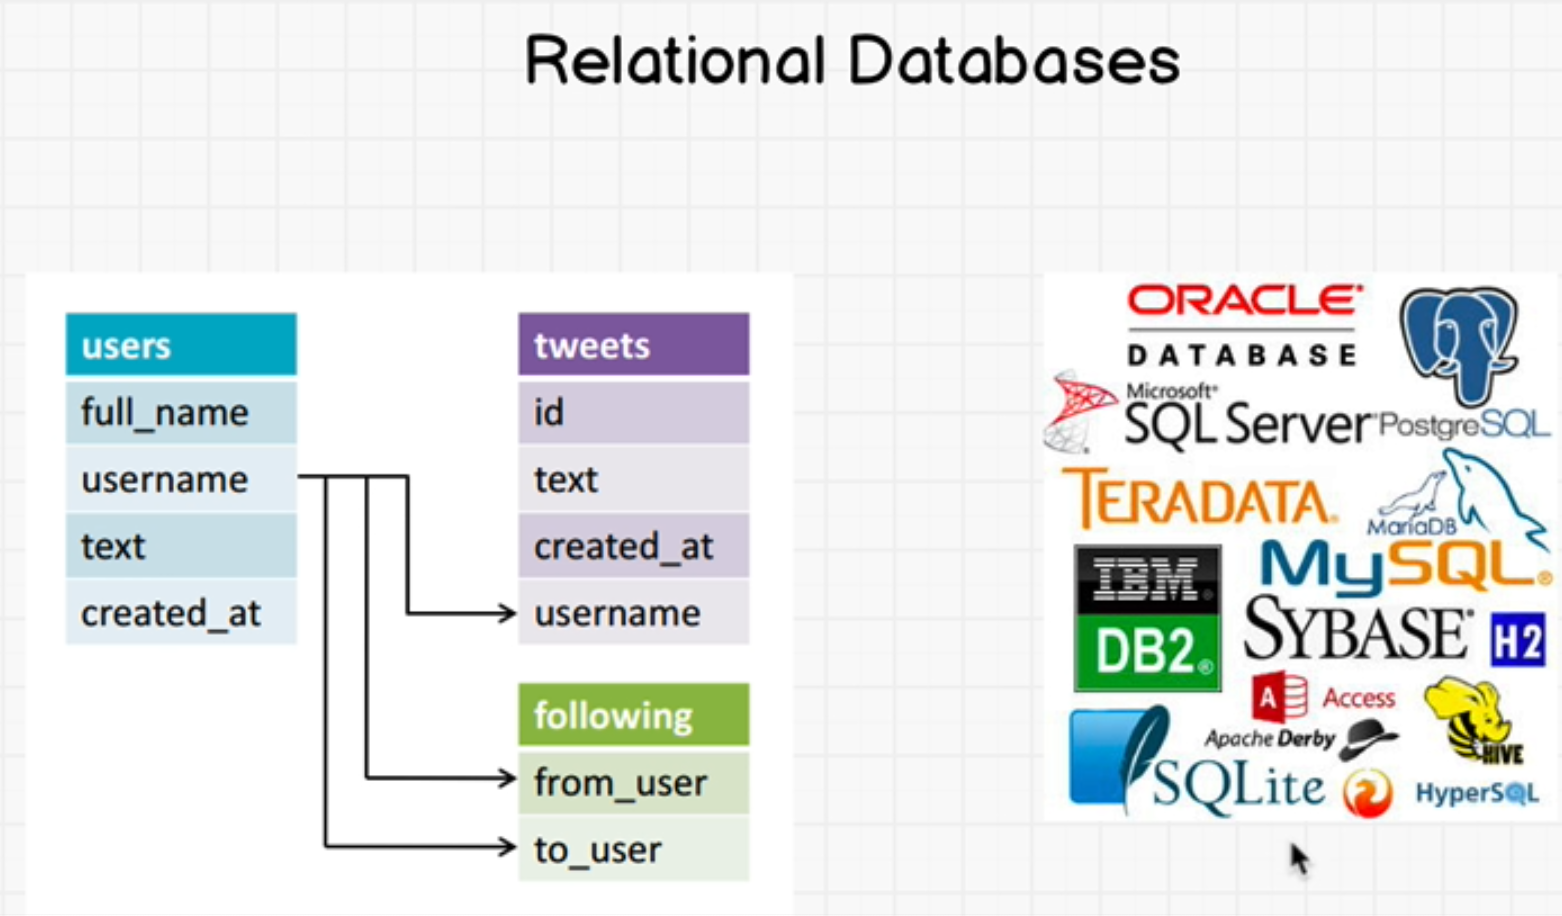 Relational Databases
users
full_name
username
text
created_at
tweets
id
text
created_at
username
following
from_user
to_user
ORACLE
DATABASE
Microsoft®
SQL Server®
PostgreSQL
TERADATA®
MariaDB
MySQL®
IBM®
DB2®
SYBASE®
H2
A Access
Apache Derby
HIVE
SQLite
HyperSQL